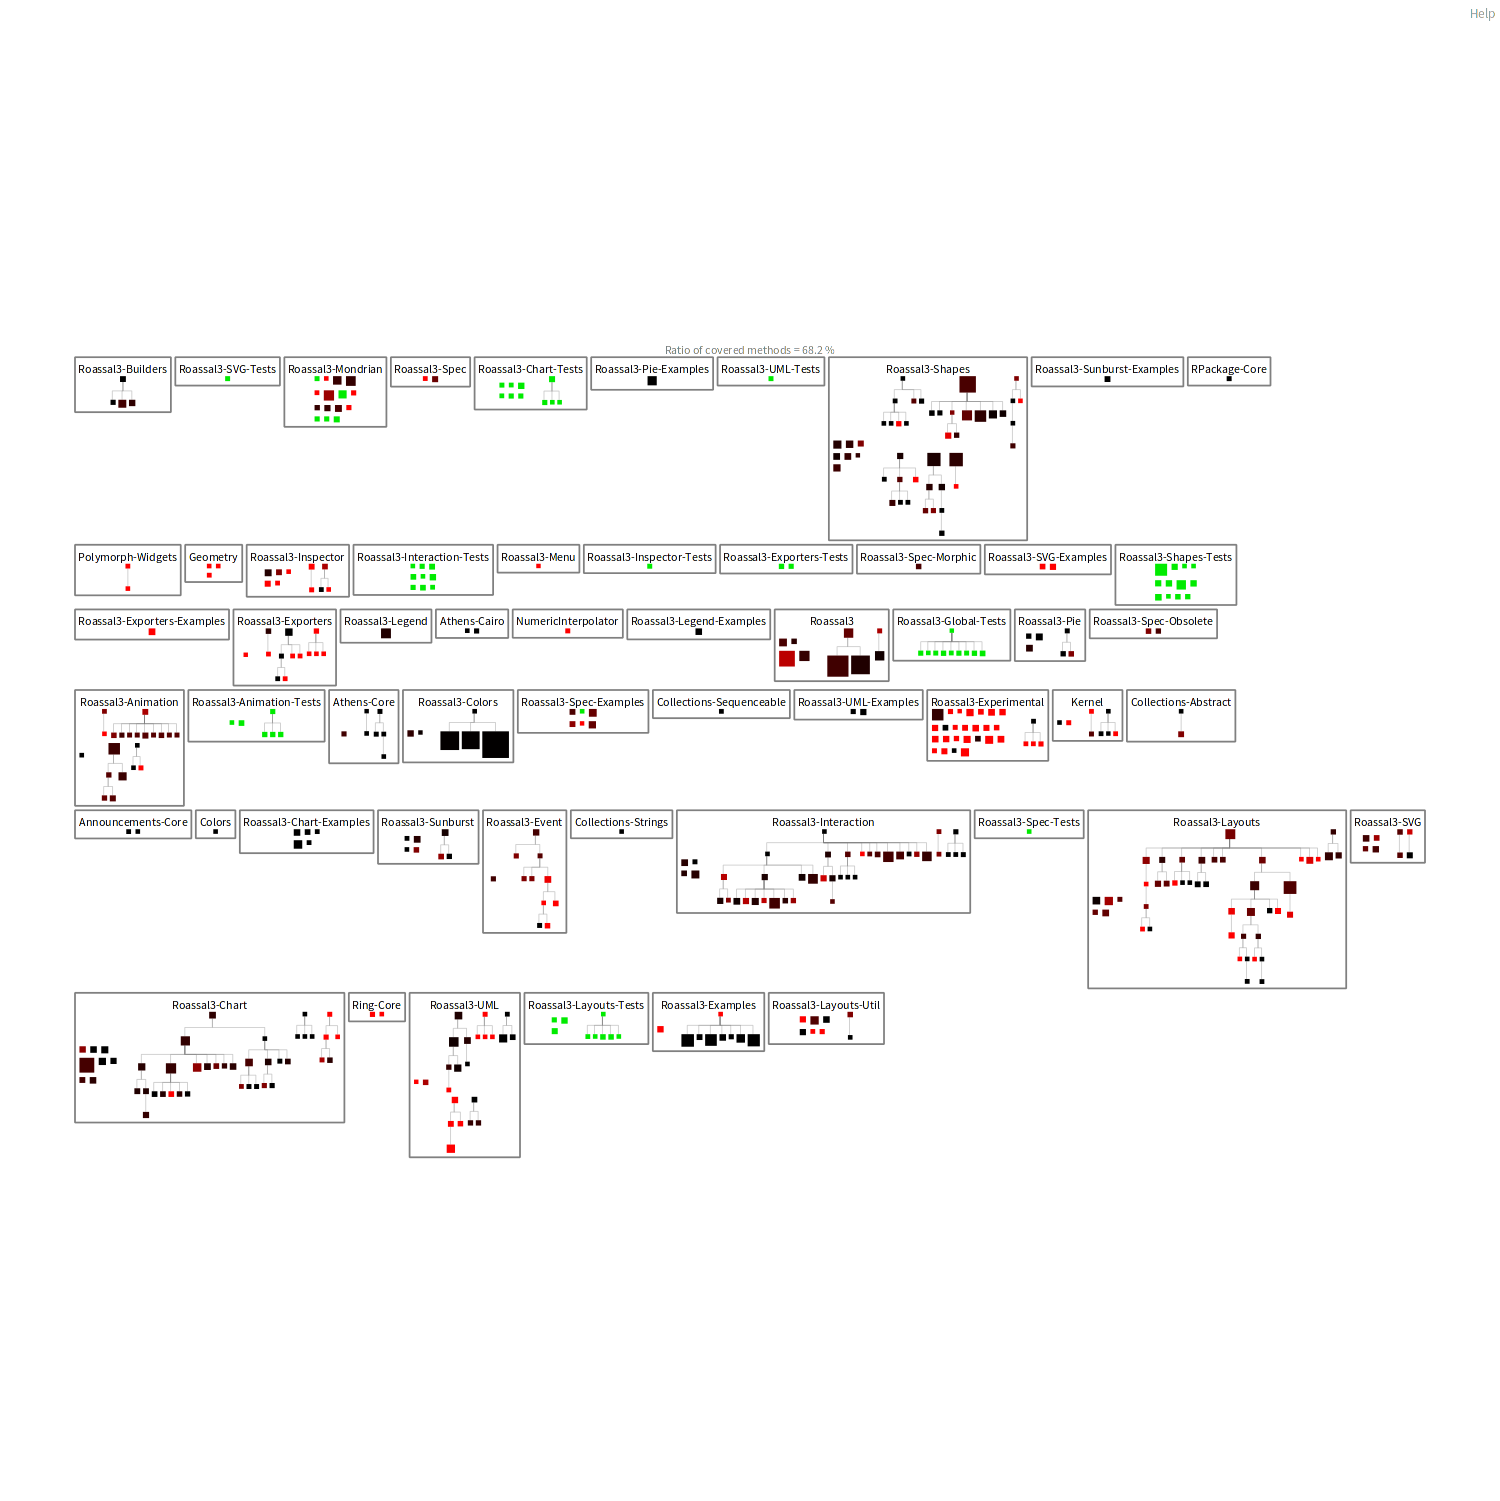 Help
Ratio of covered methods = 68.2 %
Roassal3-Builders
Roassal3-SVG-Tests
Roassal3-Mondrian
Roassal3-Spec
Roassal3-Chart-Tests
Roassal3-Pie-Examples
Roassal3-UML-Tests
Roassal3-Shapes
Roassal3-Sunburst-Examples
RPackage-Core
Polymorph-Widgets
Geometry
Roassal3-Inspector
Roassal3-Interaction-Tests
Roassal3-Menu
Roassal3-Inspector-Tests
Roassal3-Exporters-Tests
Roassal3-Spec-Morphic
Roassal3-SVG-Examples
Roassal3-Shapes-Tests
Roassal3-Exporters-Examples
Roassal3-Exporters
Roassal3-Legend
Athens-Cairo
NumericInterpolator
Roassal3-Legend-Examples
Roassal3
Roassal3-Global-Tests
Roassal3-Pie
Roassal3-Spec-Obsolete
Roassal3-Animation
Roassal3-Animation-Tests
Athens-Core
Roassal3-Colors
Roassal3-Spec-Examples
Collections-Sequenceable
Roassal3-UML-Examples
Roassal3-Experimental
Kernel
Collections-Abstract
Announcements-Core
Colors
Roassal3-Chart-Examples
Roassal3-Sunburst
Roassal3-Event
Collections-Strings
Roassal3-Interaction
Roassal3-Spec-Tests
Roassal3-Layouts
Roassal3-SVG
Roassal3-Chart
Ring-Core
Roassal3-UML
Roassal3-Layouts-Tests
Roassal3-Examples
Roassal3-Layouts-Util